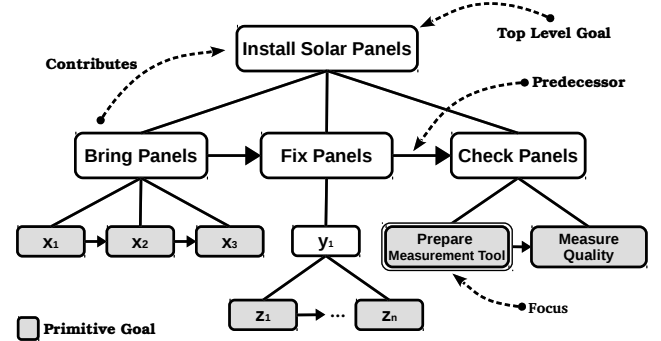 Install Solar Panels
Top Level Goal
Contributes
Predecessor
Bring Panels
Fix Panels
Check Panels
x1
x2
x3
y1
Prepare
Measurement Tool
Measure
Quality
z1
...
zn
Focus
Primitive Goal